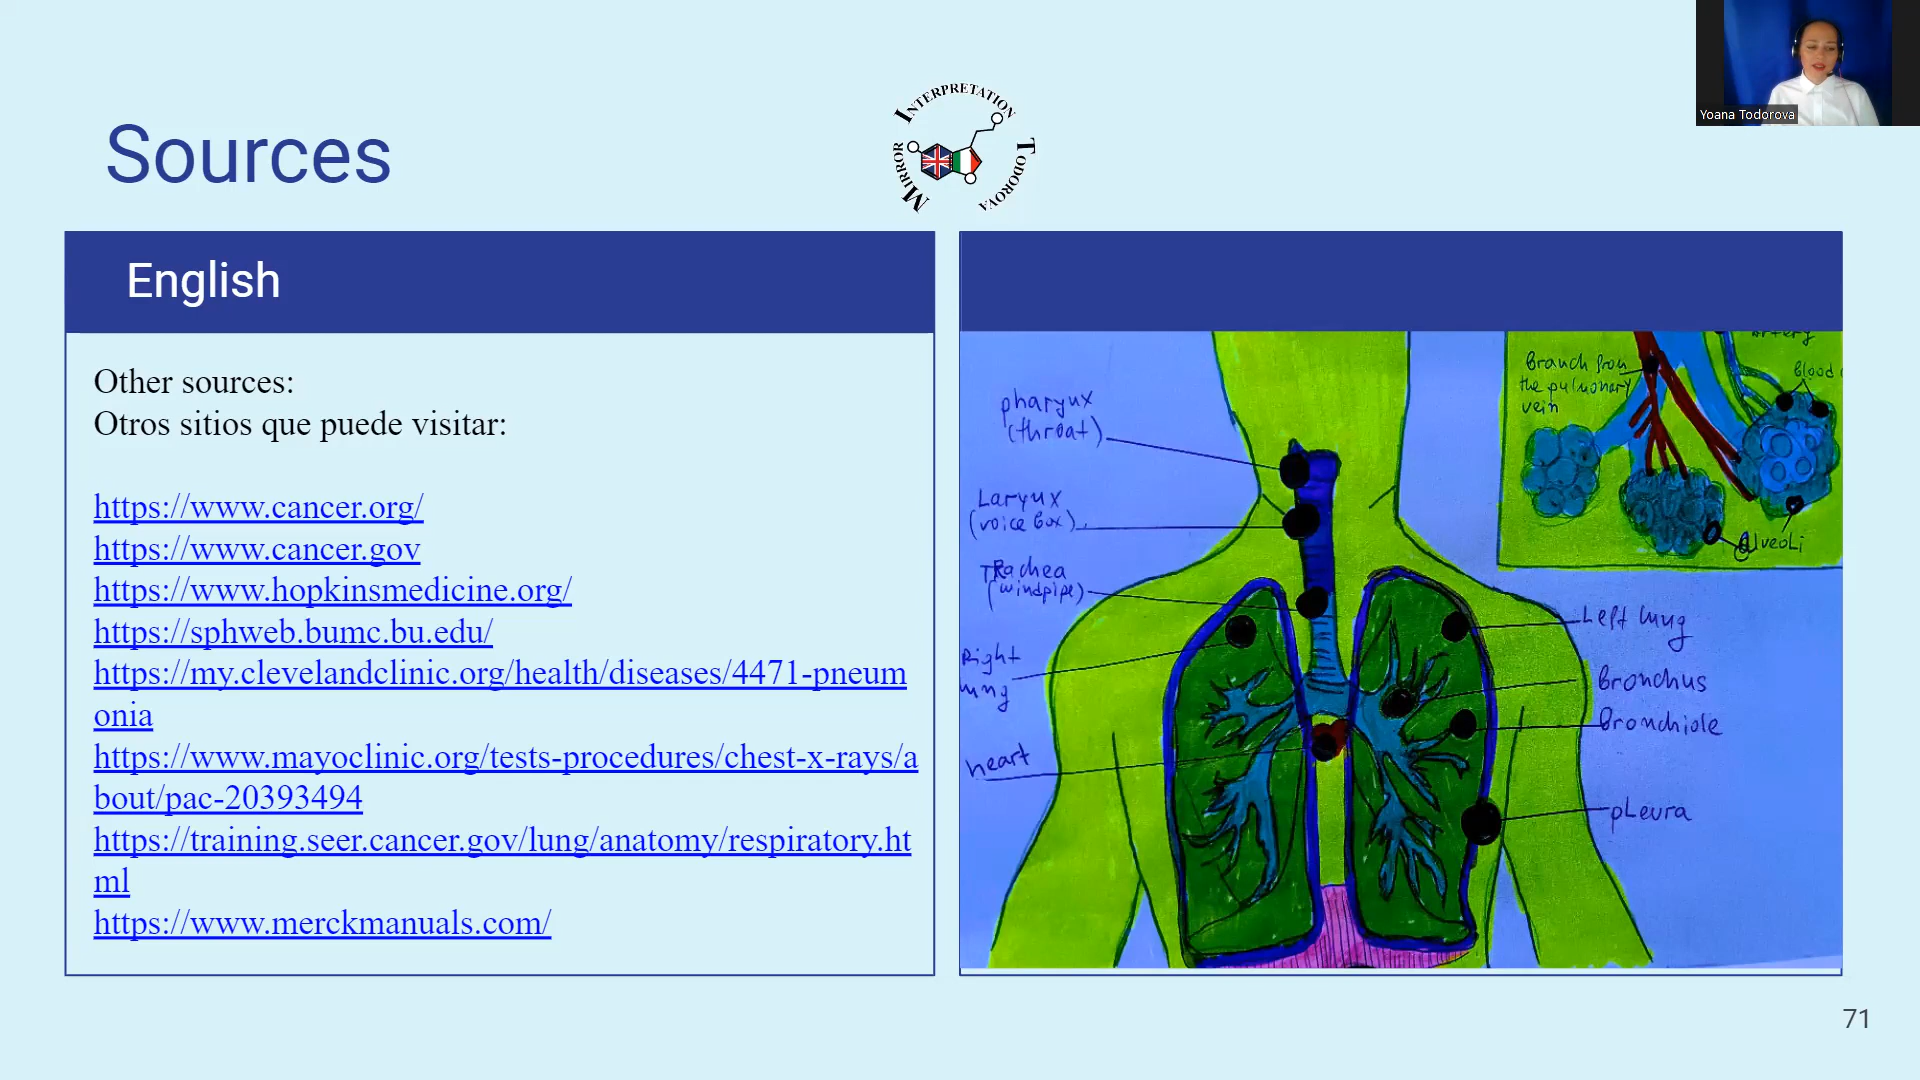 Yoana Todorova
MIRROR INTERPRETATION TODOROVA
Sources
English
Other sources:
Otros sitios que puede visitar:
https://www.cancer.org/
https://www.cancer.gov
https://www.hopkinsmedicine.org/
https://sphweb.bumc.bu.edu/
https://my.clevelandclinic.org/health/diseases/4471-pneum
onia
https://www.mayoclinic.org/tests-procedures/chest-x-rays/a
bout/pac-20393494
https://training.seer.cancer.gov/lung/anatomy/respiratory.ht
ml
https://www.merckmanuals.com/
pharynx
(throat)
Larynx
(voice box)
TRachea
(windpipe)
Right
lung
heart
artery
Branch from
the pulmonary
vein
blood
alveoli
Left lung
Bronchus
Bronchiole
pLeura
71